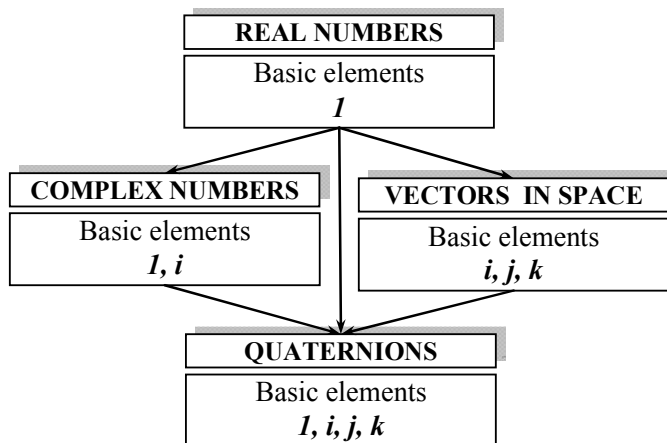 REAL NUMBERS
Basic elements
1
COMPLEX NUMBERS
Basic elements
1, i
VECTORS IN SPACE
Basic elements
i, j, k
QUATERNIONS
Basic elements
1, i, j, k